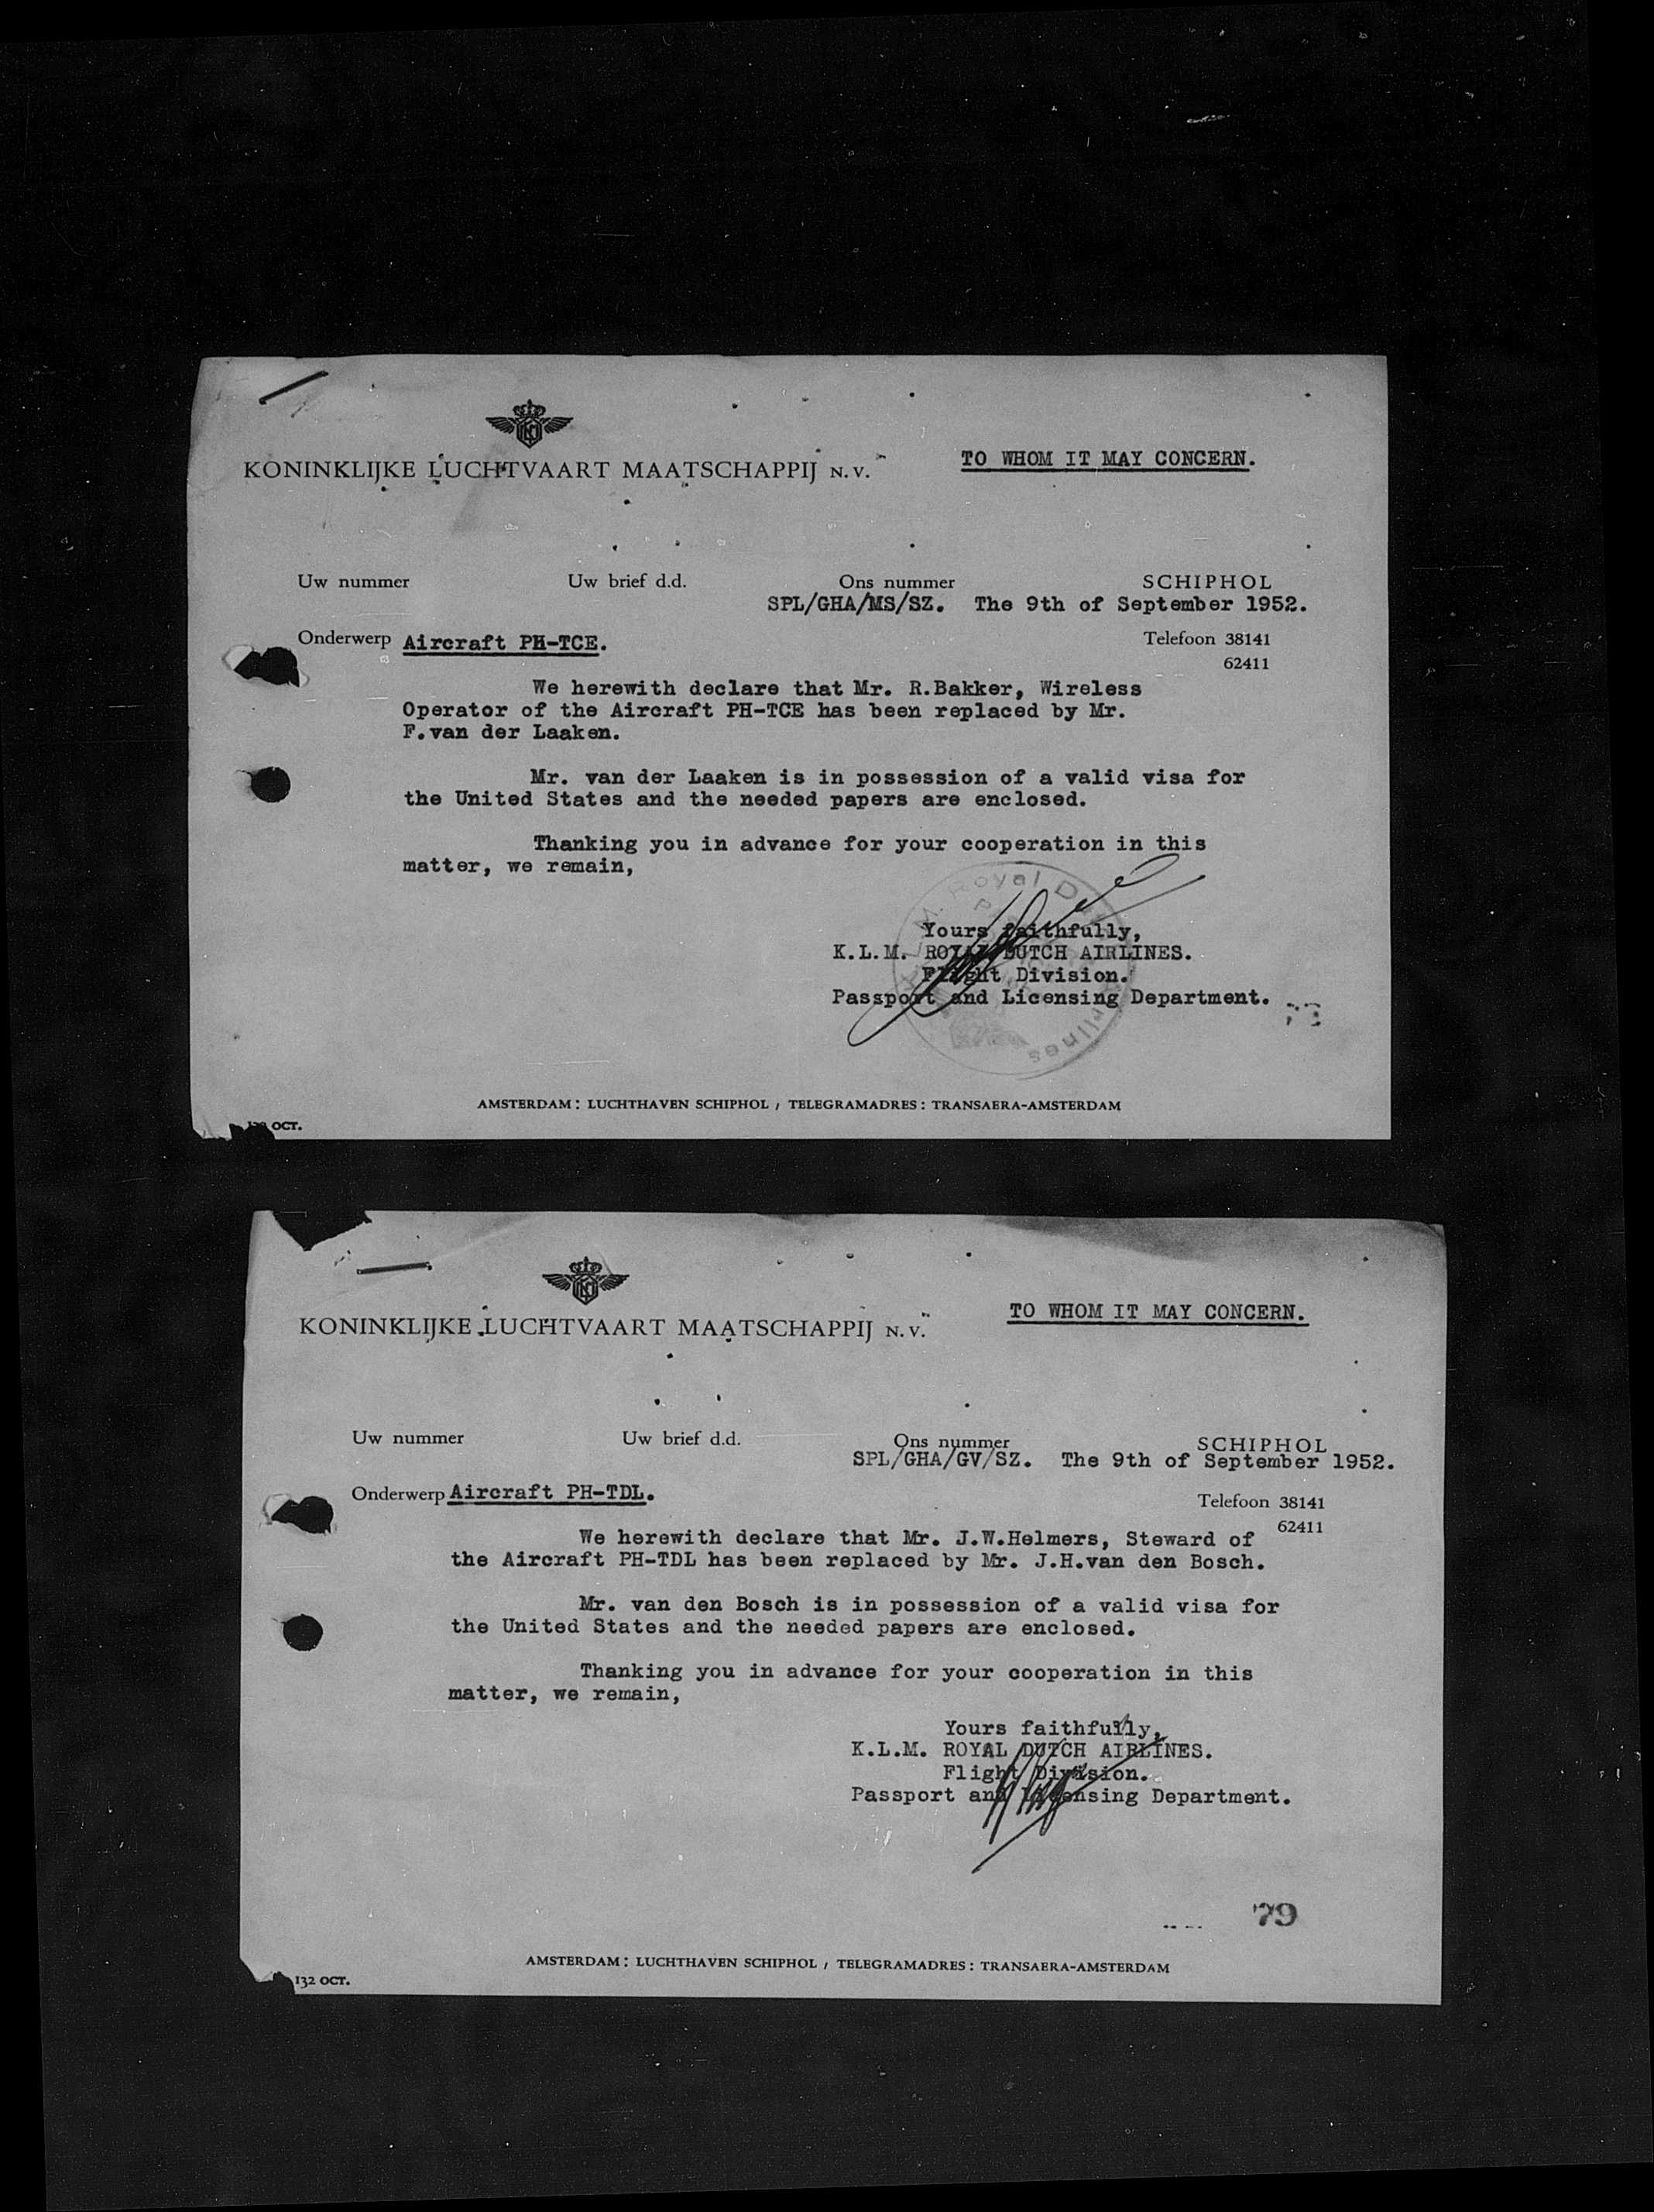 KONINKLIJKE LUCHTVAART MAATSCHAPPIJ N.V.
TO WHOM IT MAY CONCERN.
Uw nummer Uw brief d.d. Ons nummer SCHIPHOL
SPL/GHA/MS/SZ. The 9th of September 1952.
Onderwerp Aircraft PH-TCE. Telefoon 38141
62411
We herewith declare that Mr. R.Bakker, Wireless
Operator of the Aircraft PH-TCE has been replaced by Mr.
F.van der Laaken.
Mr. van der Laaken is in possession of a valid visa for
the United States and the needed papers are enclosed.
Thanking you in advance for your cooperation in this
matter, we remain,
Yours faithfully,
K.L.M. ROYAL DUTCH AIRLINES.
Flight Division.
Passport and Licensing Department.
AMSTERDAM: LUCHTHAVEN SCHIPHOL / TELEGRAMADRES: TRANSAERA-AMSTERDAM
OCT.
KONINKLIJKE LUCHTVAART MAATSCHAPPIJ N.V.
TO WHOM IT MAY CONCERN.
Uw nummer Uw brief d.d. Ons nummer SCHIPHOL
SPL/GHA/GV/SZ. The 9th of September 1952.
Onderwerp Aircraft PH-TDL. Telefoon 38141
62411
We herewith declare that Mr. J.W.Helmers, Steward of
the Aircraft PH-TDL has been replaced by Mr. J.H.van den Bosch.
Mr. van den Bosch is in possession of a valid visa for
the United States and the needed papers are enclosed.
Thanking you in advance for your cooperation in this
matter, we remain,
Yours faithfully,
K.L.M. ROYAL DUTCH AIRLINES.
Flight Division.
Passport and Licensing Department.
79
AMSTERDAM: LUCHTHAVEN SCHIPHOL / TELEGRAMADRES: TRANSAERA-AMSTERDAM
132 OCT.